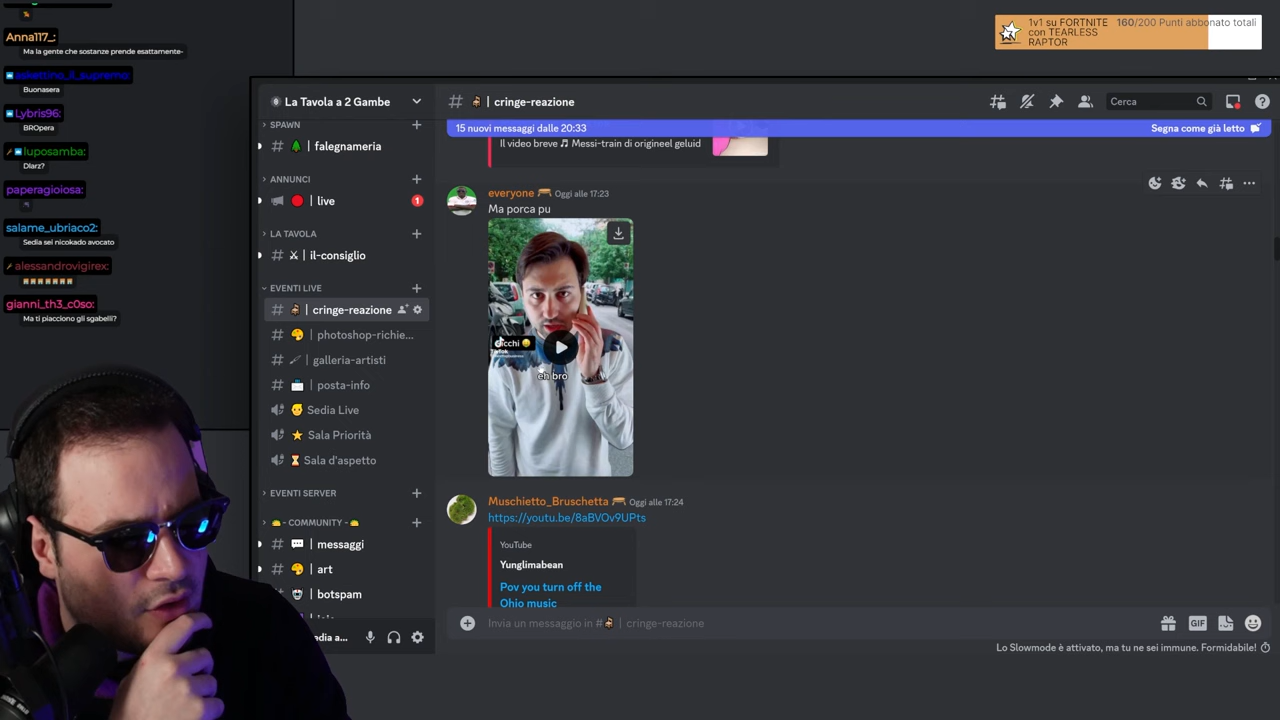 Anna117_:
Ma la gente che sostanze prende esattamente-
askettino_il_supremo:
Buonasera
Lybris96:
BROpera
luposamba:
Dlarz?
paperagioiosa:
salame_ubriaco2:
Sedia sei nicokado avocato
alessandrovigirex:
gianni_th3_c0so:
Ma ti piacciono gli sgabelli?
1v1 su FORTNITE
con TEARLESS
RAPTOR
160/200 Punti abbonato totali
La Tavola a 2 Gambe
SPAWN
| falegnameria
ANNUNCI
| live
1
LA TAVOLA
| il-consiglio
EVENTI LIVE
# | cringe-reazione
# | photoshop-richie...
# | galleria-artisti
# | posta-info
Sedia Live
Sala Priorità
Sala d'aspetto
EVENTI SERVER
- COMMUNITY -
# | messaggi
# | art
# | botspam
# | cringe-reazione
Cerca
15 nuovi messaggi dalle 20:33
Segna come già letto
Il video breve ♫ Messi-train di origineel geluid
everyone Oggi alle 17:23
Ma porca pu
eh bro
Muschietto_Bruschetta Oggi alle 17:24
https://youtu.be/8aBVOv9UPts
YouTube
Yunglimabean
Pov you turn off the
Ohio music
Invia un messaggio in # | cringe-reazione
GIF
Lo Slowmode è attivato, ma tu ne sei immune. Formidabile!